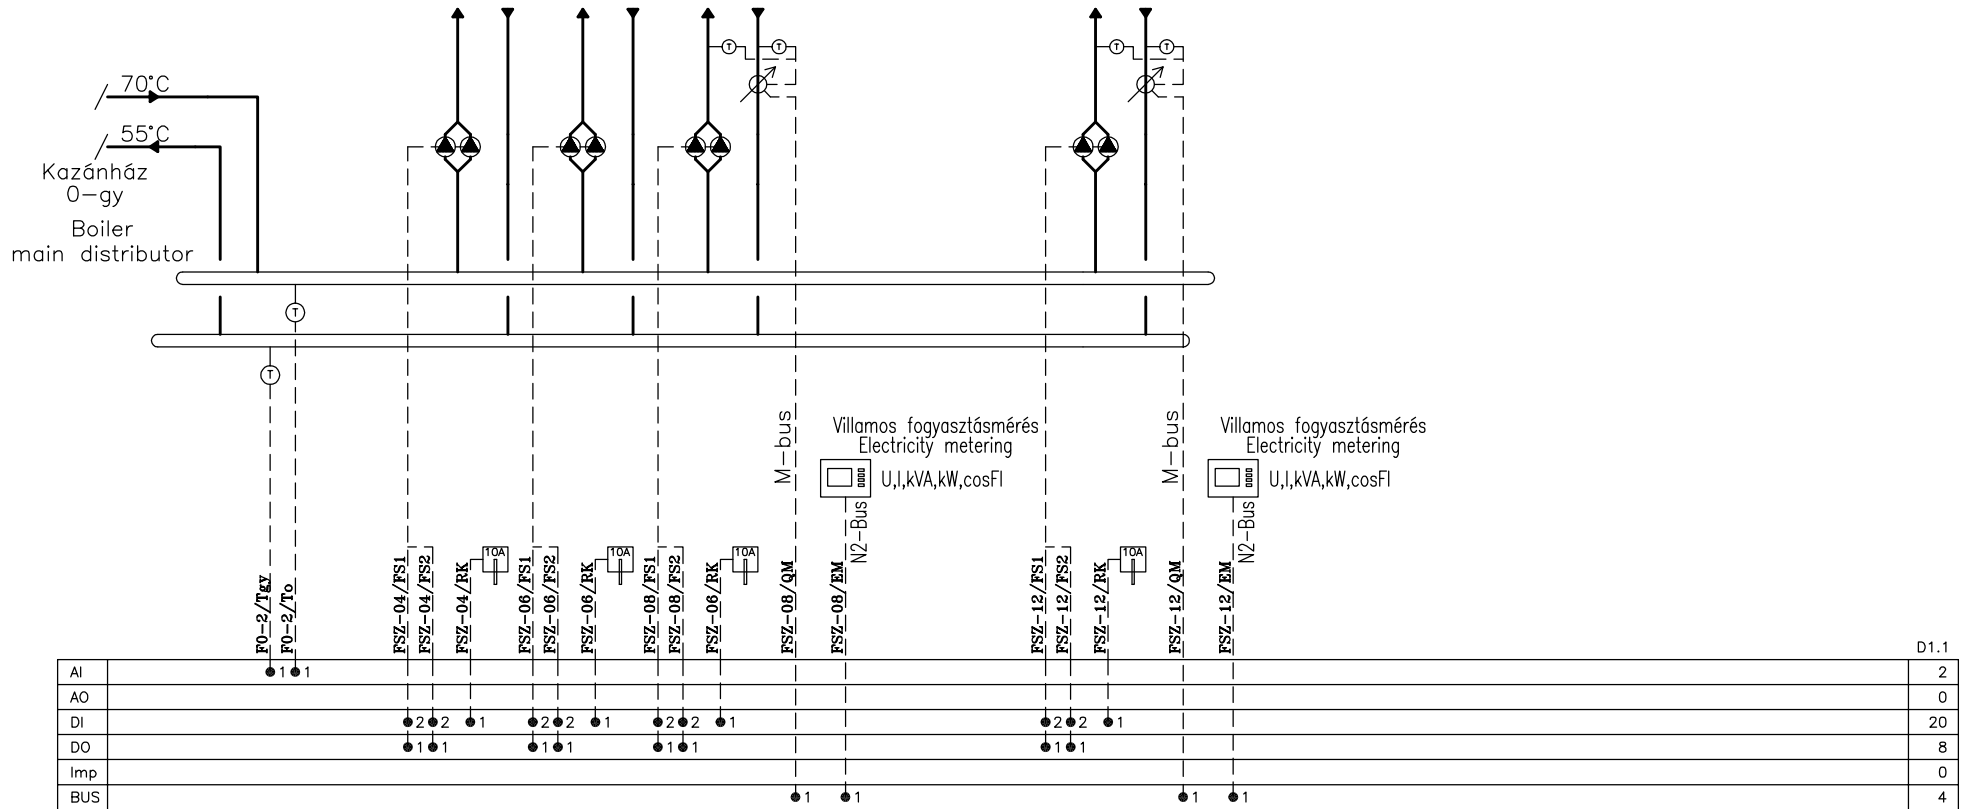 T T
T T
70°C
55°C
Kazánház
0-gy
Boiler
main distributor
T
T
M-bus
Villamos fogyasztásmérés
Electricity metering
U,I,kVA,kW,cosFI
N2-Bus
M-bus
Villamos fogyasztásmérés
Electricity metering
U,I,kVA,kW,cosFI
N2-Bus
10A
10A
10A
10A
FO-2/Tgy
FO-2/To
FSZ-04/FS1
FSZ-04/FS2
FSZ-04/RK
FSZ-06/FS1
FSZ-06/FS2
FSZ-06/RK
FSZ-08/FS1
FSZ-08/FS2
FSZ-06/RK
FSZ-08/QM
FSZ-08/EM
FSZ-12/FS1
FSZ-12/FS2
FSZ-12/RK
FSZ-12/QM
FSZ-12/EM
D1.1
AI 1 1 2
AO 0
DI 2 2 1 2 2 1 2 2 1 2 2 1 20
DO 1 1 1 1 1 1 1 1 8
Imp 0
BUS 1 1 1 1 4